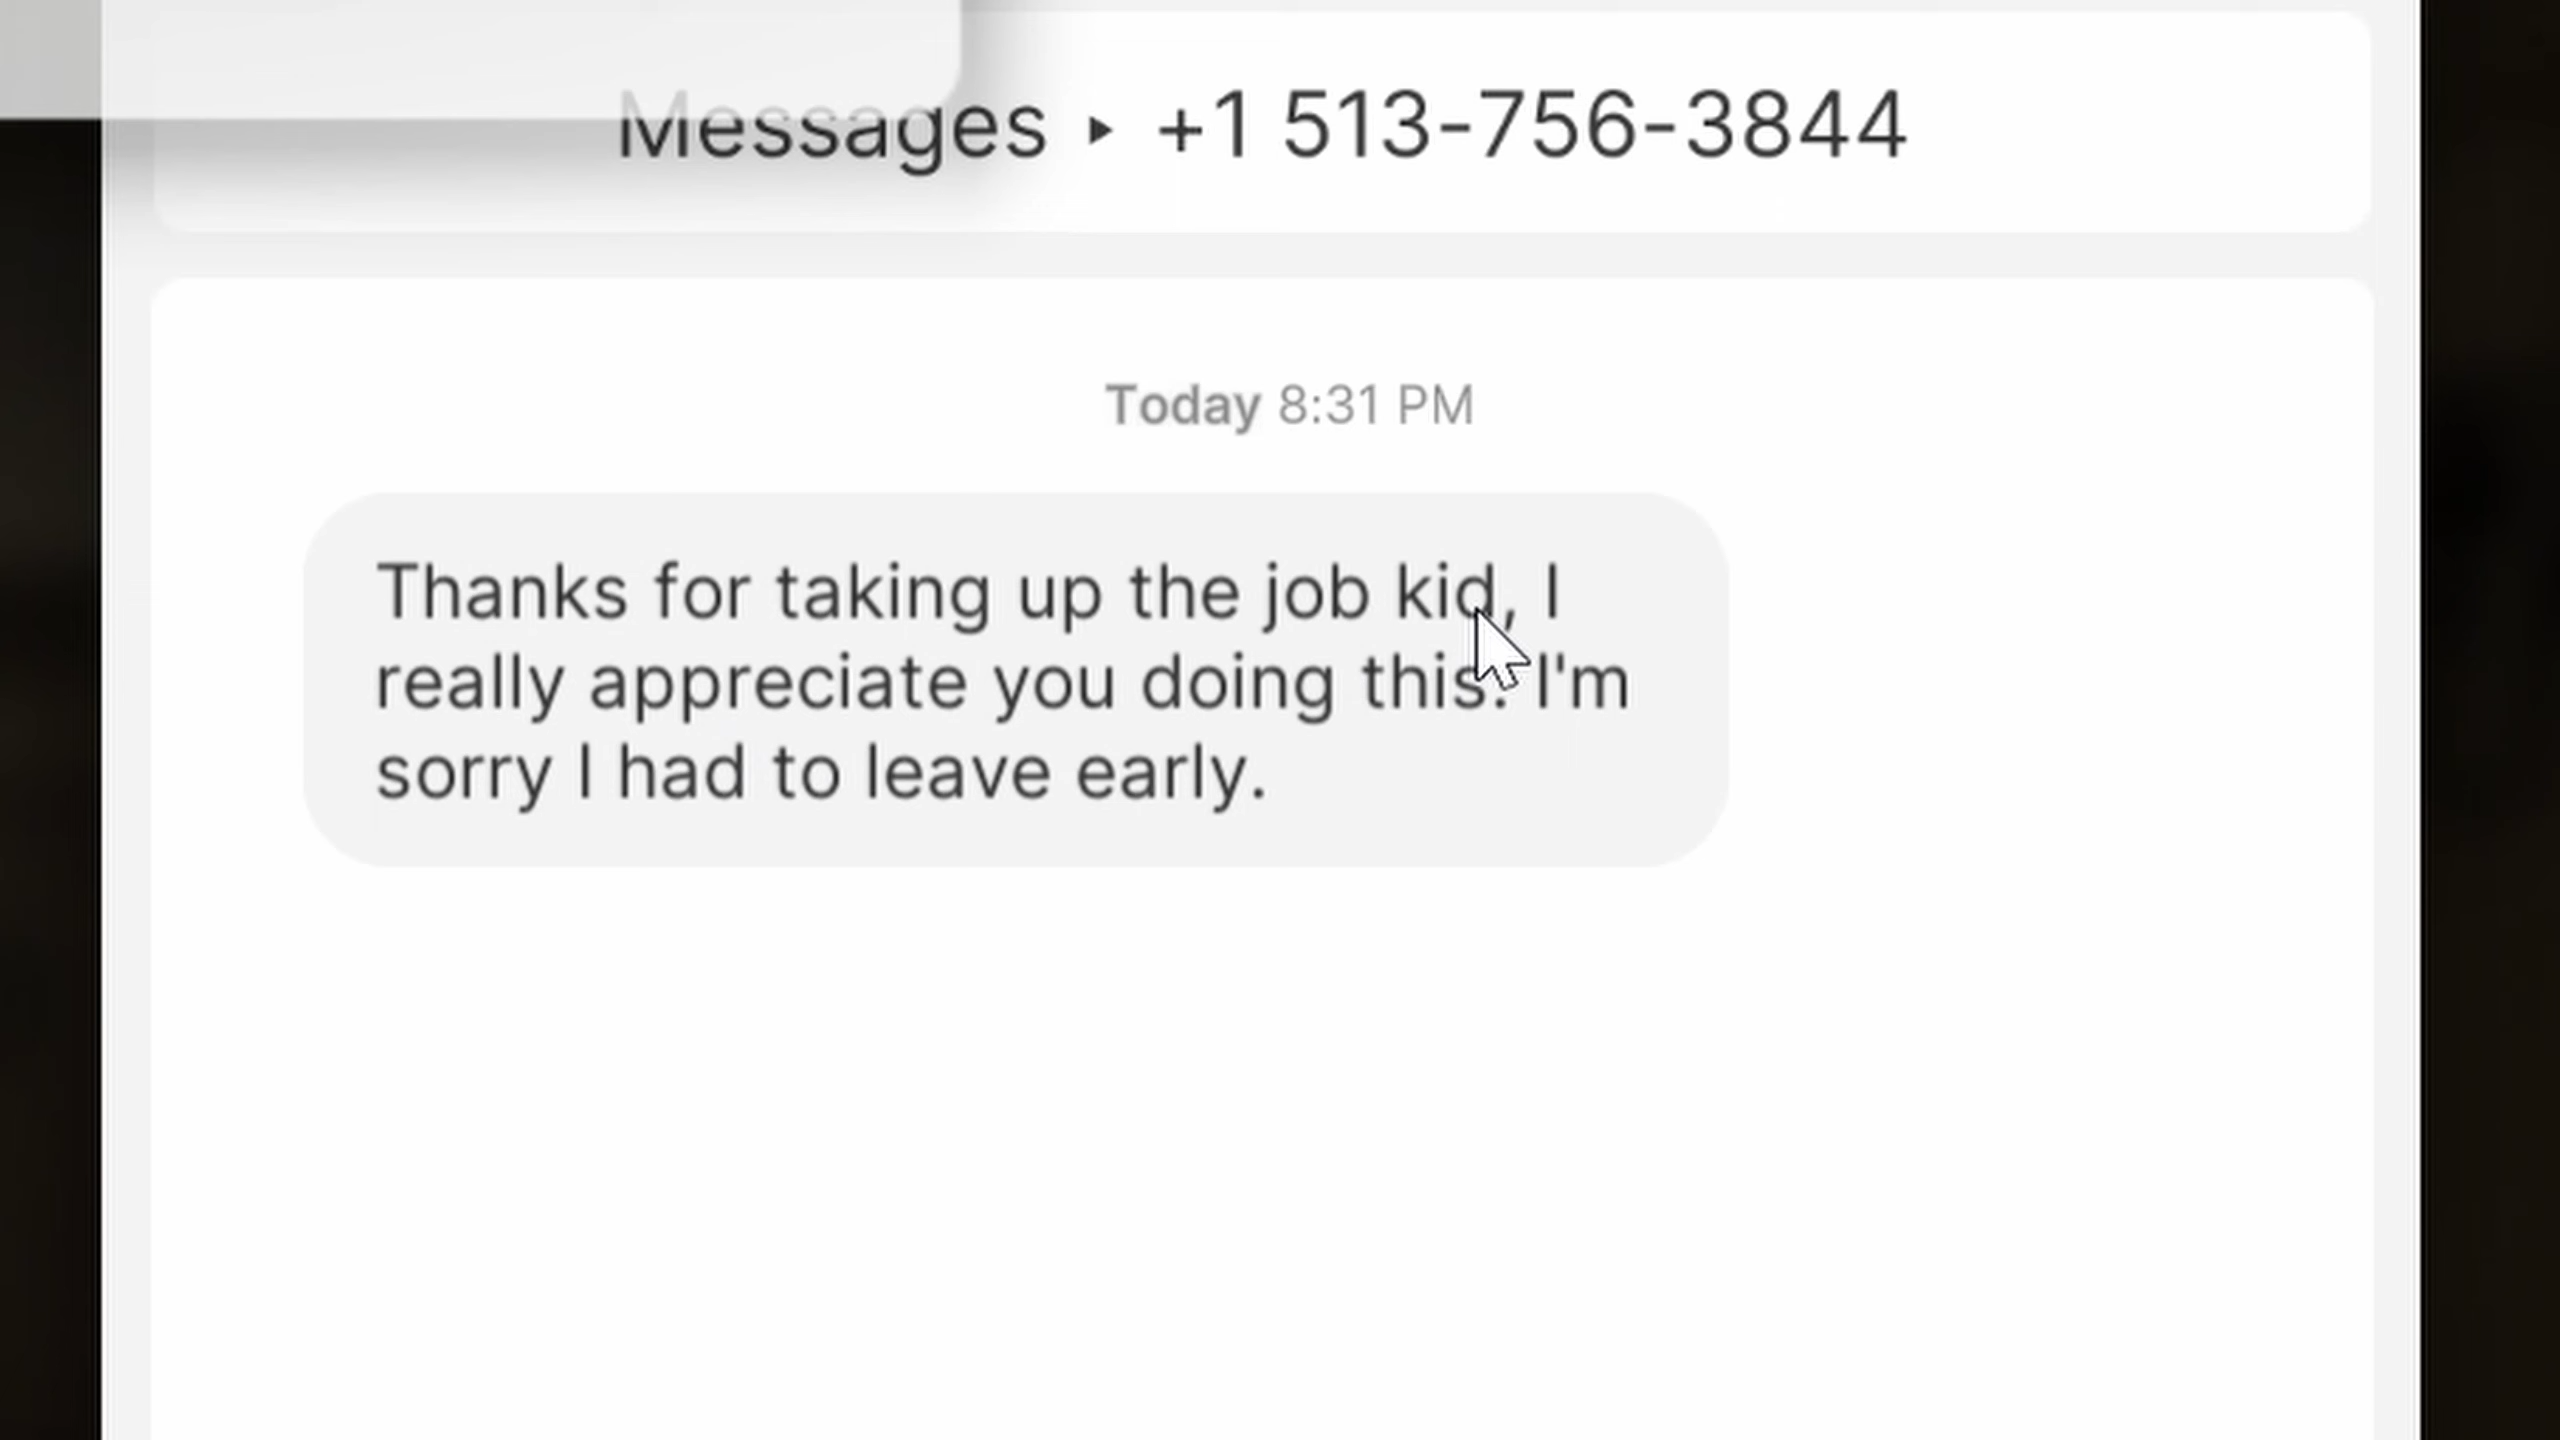 Messages ▸ +1 513-756-3844
Today 8:31 PM
Thanks for taking up the job kid, I
really appreciate you doing this. I'm
sorry I had to leave early.